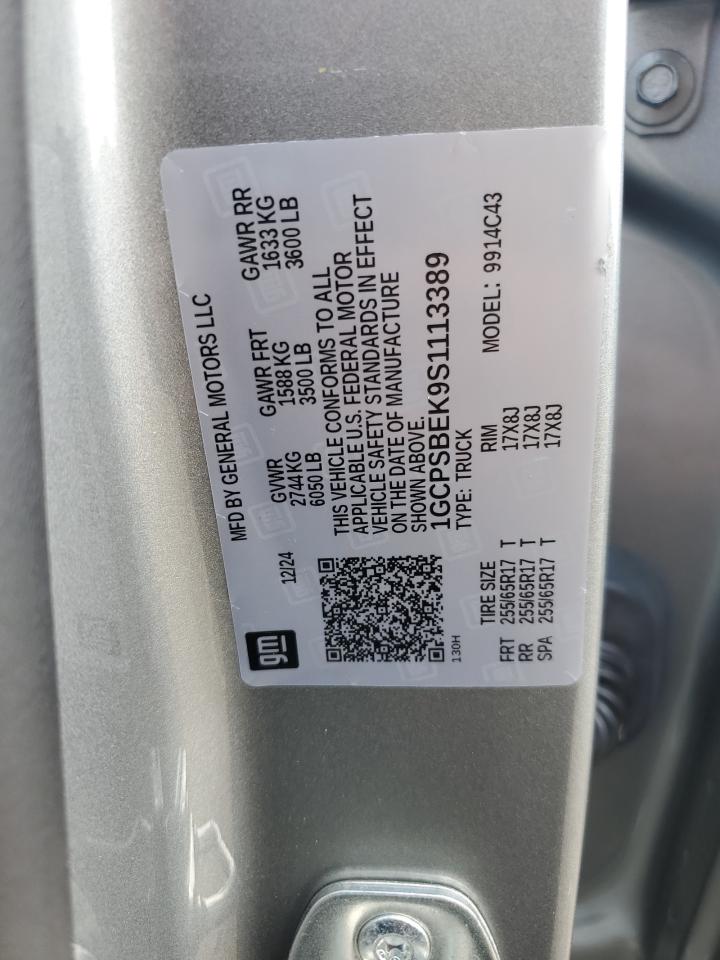 MFD BY GENERAL MOTORS LLC
gm
12/24
GVWR GAWR FRT GAWR RR
2744 KG 1588 KG 1633 KG
6050 LB 3500 LB 3600 LB
THIS VEHICLE CONFORMS TO ALL
APPLICABLE U.S. FEDERAL MOTOR
VEHICLE SAFETY STANDARDS IN EFFECT
ON THE DATE OF MANUFACTURE
SHOWN ABOVE.
1GCPSBEK9S1113389
130H
TYPE: TRUCK MODEL: 9914C43
TIRE SIZE RIM
FRT 255/65R17 T 17X8J
RR 255/65R17 T 17X8J
SPA 255/65R17 T 17X8J